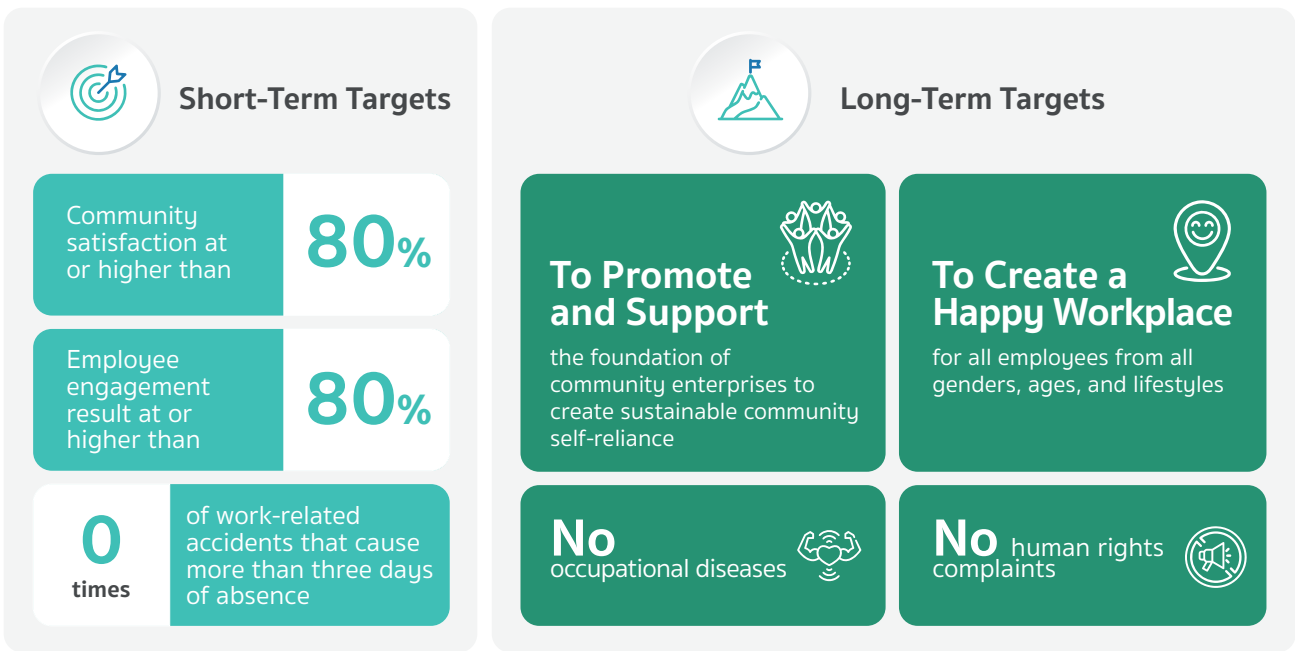 Short-Term Targets
Community
satisfaction at
or higher than
80%
Employee
engagement
result at or
higher than
80%
0
times
of work-related
accidents that cause
more than three days
of absence
Long-Term Targets
To Promote
and Support
the foundation of
community enterprises to
create sustainable community
self-reliance
To Create a
Happy Workplace
for all employees from all
genders, ages, and lifestyles
No
occupational diseases
No human rights
complaints